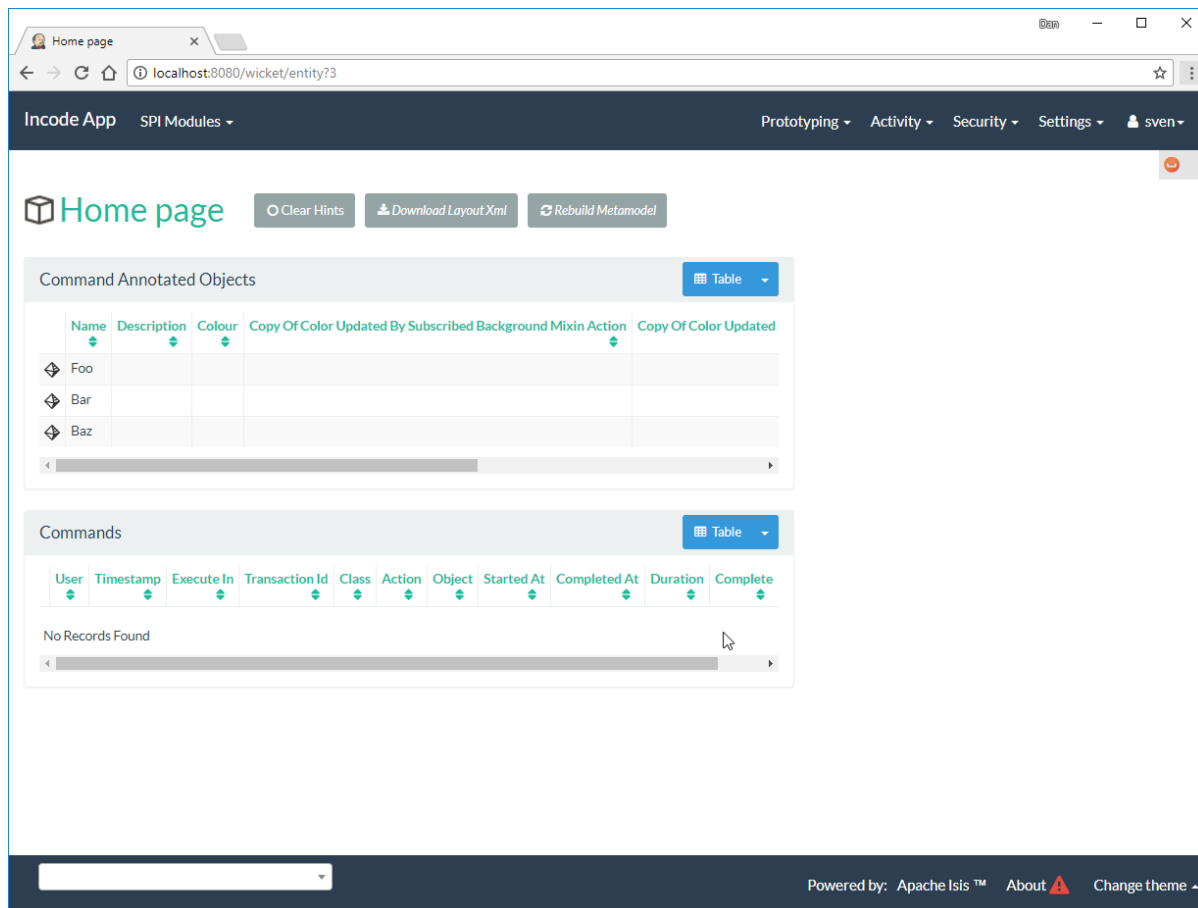 Dan
Home page
localhost:8080/wicket/entity?3
Incode App SPI Modules Prototyping Activity Security Settings sven
Home page Clear Hints Download Layout Xml Rebuild Metamodel
Command Annotated Objects Table
Name Description Colour Copy Of Color Updated By Subscribed Background Mixin Action Copy Of Color Updated
Foo
Bar
Baz
Commands Table
User Timestamp Execute In Transaction Id Class Action Object Started At Completed At Duration Complete
No Records Found
Powered by: Apache Isis ™ About Change theme